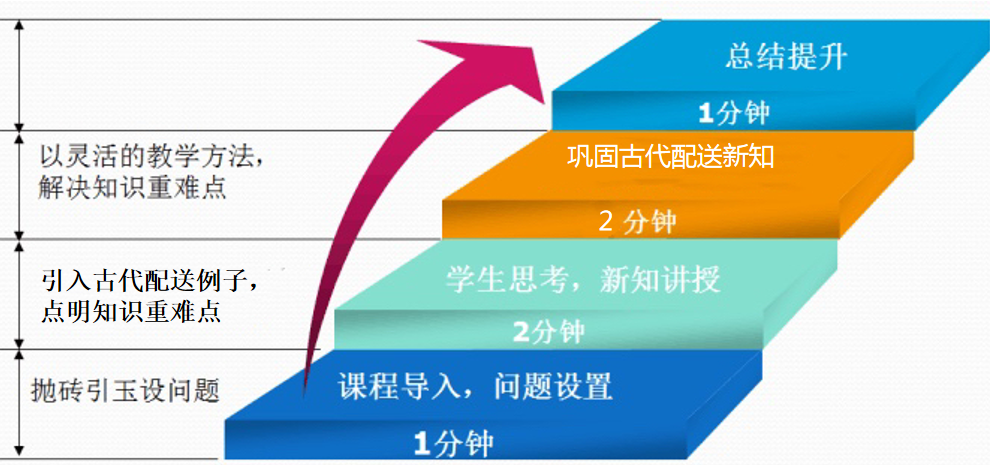 总结提升
1分钟
以灵活的教学方法，
解决知识重难点
巩固古代配送新知
2 分钟
引入古代配送例子，
点明知识重难点
学生思考，新知讲授
2分钟
抛砖引玉设问题
课程导入，问题设置
1分钟